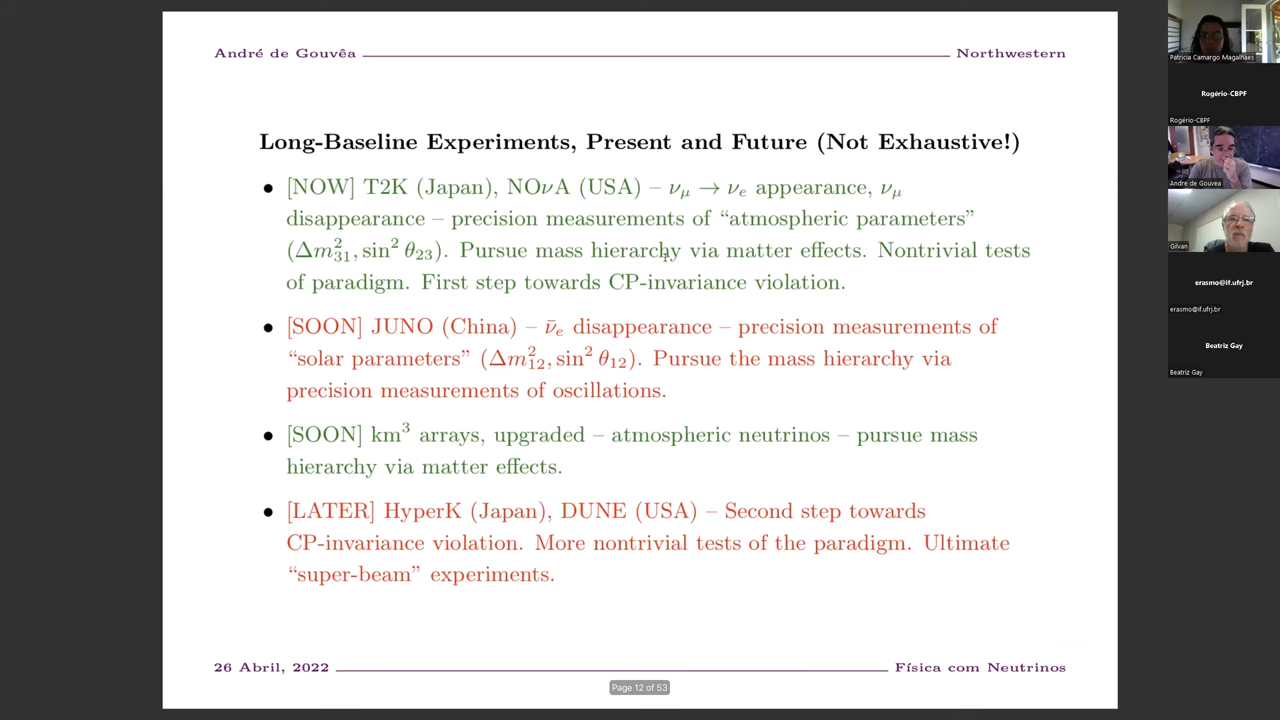 André de Gouvêa
Northwestern
Long-Baseline Experiments, Present and Future (Not Exhaustive!)
• [NOW] T2K (Japan), NOνA (USA) – νμ → νe appearance, νμ
disappearance – precision measurements of “atmospheric parameters”
(Δm²31, sin² θ23). Pursue mass hierarchy via matter effects. Nontrivial tests
of paradigm. First step towards CP-invariance violation.
• [SOON] JUNO (China) – ν̄e disappearance – precision measurements of
“solar parameters” (Δm²12, sin² θ12). Pursue the mass hierarchy via
precision measurements of oscillations.
• [SOON] km³ arrays, upgraded – atmospheric neutrinos – pursue mass
hierarchy via matter effects.
• [LATER] HyperK (Japan), DUNE (USA) – Second step towards
CP-invariance violation. More nontrivial tests of the paradigm. Ultimate
“super-beam” experiments.
26 Abril, 2022
Física com Neutrinos
Page 12 of 53
Patricia Camargo Magalhaes
Rogério-CBPF
Rogério-CBPF
Andre de Gouvea
Gilvan
erasmo@if.ufrj.br
erasmo@if.ufrj.br
Beatriz Gay
Beatriz Gay